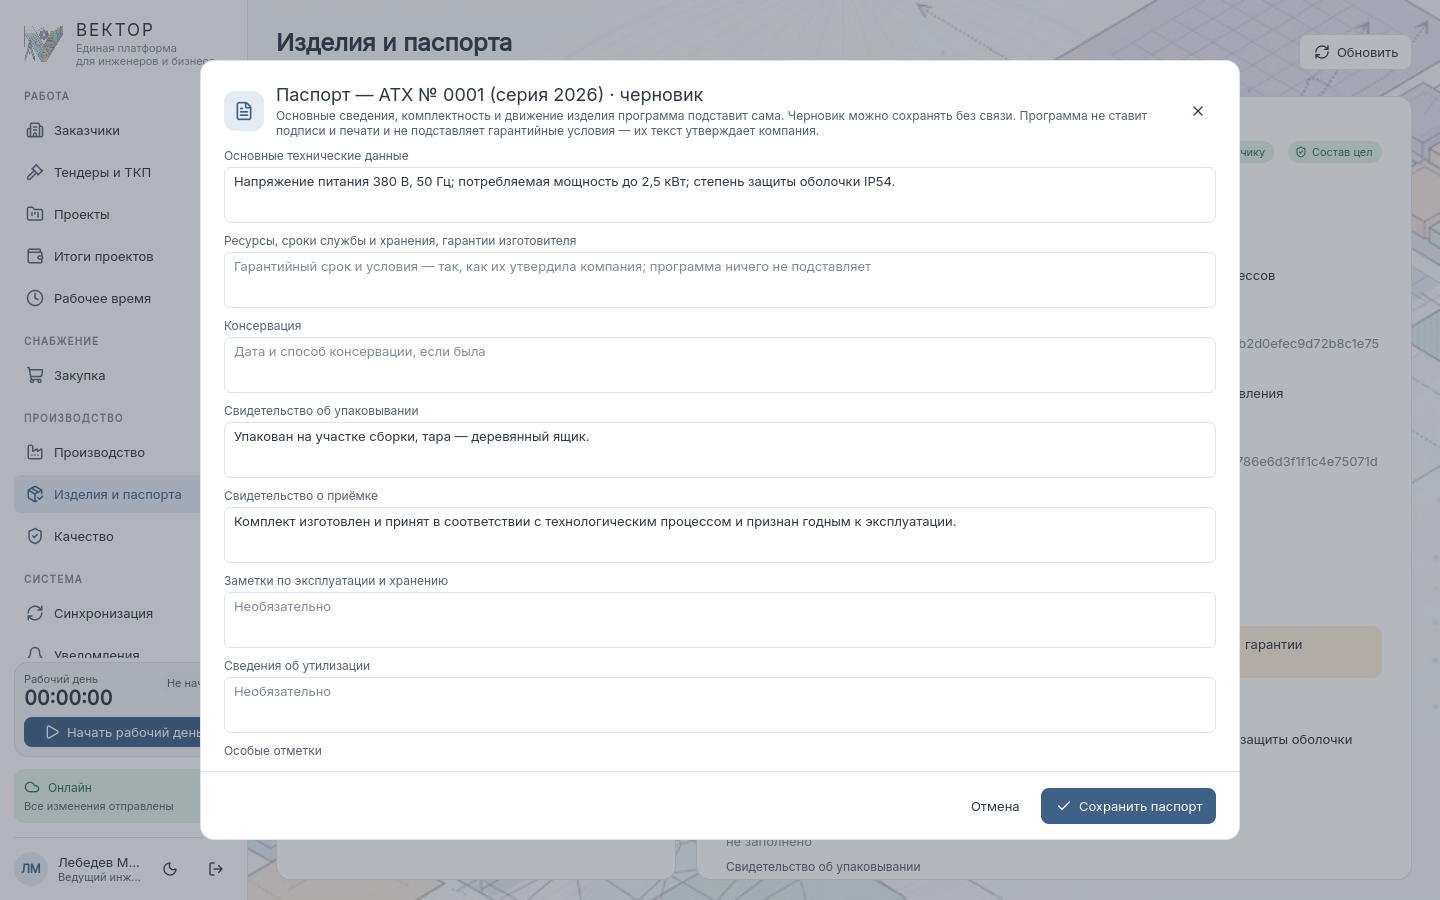 ВЕКТОР
Единая платформа
для инженеров и бизнеса
РАБОТА
Заказчики
Тендеры и ТКП
Проекты
Итоги проектов
Рабочее время
СНАБЖЕНИЕ
Закупка
ПРОИЗВОДСТВО
Производство
Изделия и паспорта
Качество
СИСТЕМА
Синхронизация
Уведомления
Рабочий день
Не нач
00:00:00
Начать рабочий день
Онлайн
Все изменения отправлены
ЛМ
Лебедев М...
Ведущий инж...
Изделия и паспорта
Обновить
Паспорт — АТХ № 0001 (серия 2026) · черновик
Основные сведения, комплектность и движение изделия программа подставит сама. Черновик можно сохранять без связи. Программа не ставит
подписи и печати и не подставляет гарантийные условия — их текст утверждает компания.
Основные технические данные
Напряжение питания 380 В, 50 Гц; потребляемая мощность до 2,5 кВт; степень защиты оболочки IP54.
Ресурсы, сроки службы и хранения, гарантии изготовителя
Гарантийный срок и условия — так, как их утвердила компания; программа ничего не подставляет
Консервация
Дата и способ консервации, если была
Свидетельство об упаковывании
Упакован на участке сборки, тара — деревянный ящик.
Свидетельство о приёмке
Комплект изготовлен и принят в соответствии с технологическим процессом и признан годным к эксплуатации.
Заметки по эксплуатации и хранению
Необязательно
Сведения об утилизации
Необязательно
Особые отметки
Отмена
Сохранить паспорт
чику
Состав цел
ессов
b2d0efec9d72b8c1e75
вления
786e6d3f1f1c4e75071d
гарантии
защиты оболочки
не заполнено
Свидетельство об упаковывании